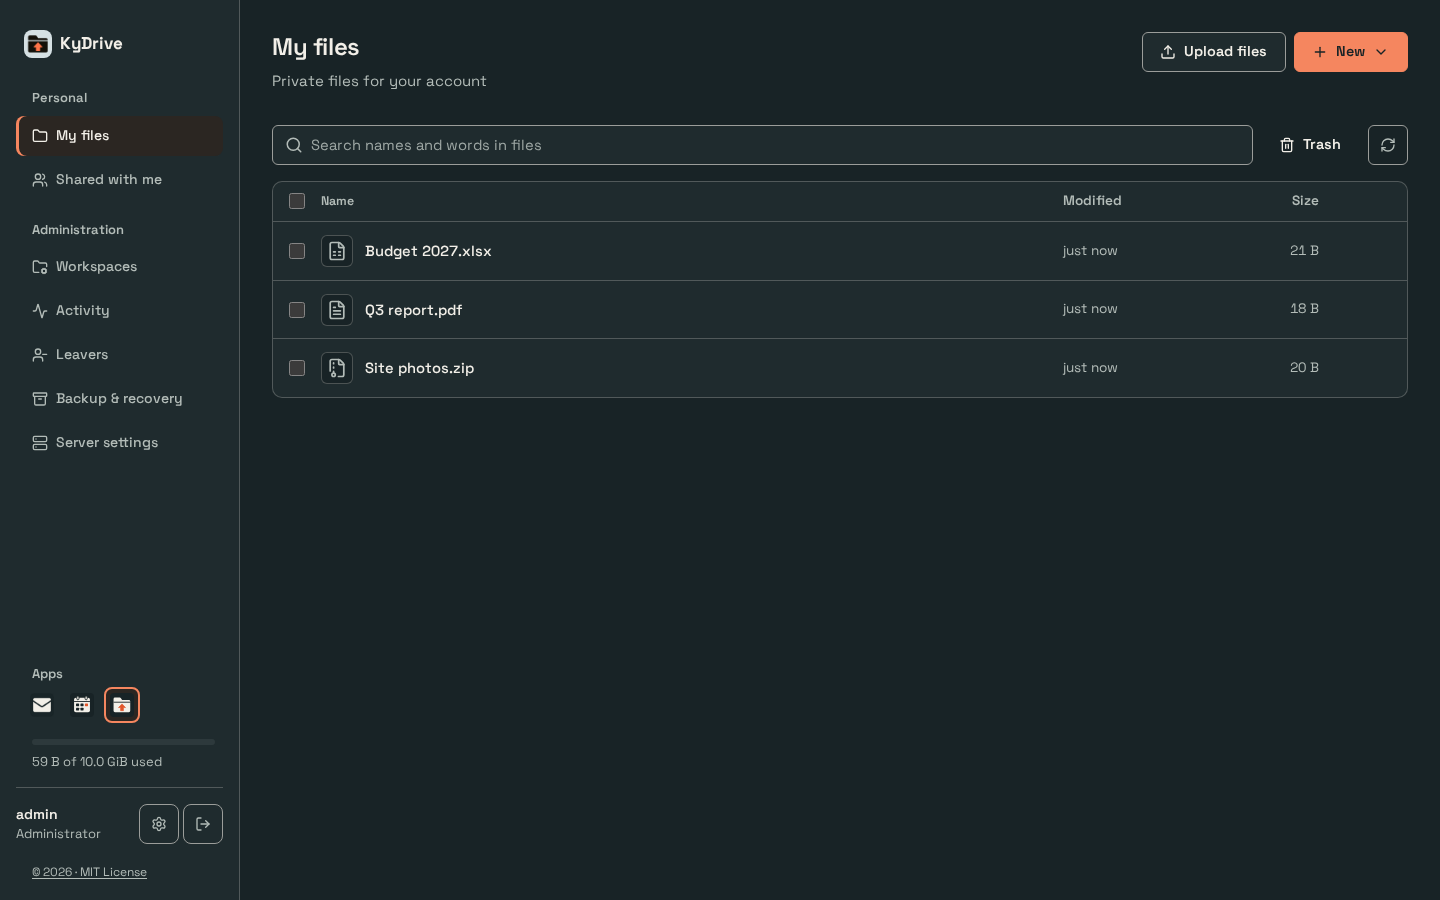 KyDrive
Personal
My files
Shared with me
Administration
Workspaces
Activity
Leavers
Backup & recovery
Server settings
Apps
59 B of 10.0 GiB used
admin
Administrator
© 2026 · MIT License
My files
Private files for your account
Upload files
New
Search names and words in files
Trash
Name Modified Size
Budget 2027.xlsx just now 21 B
Q3 report.pdf just now 18 B
Site photos.zip just now 20 B